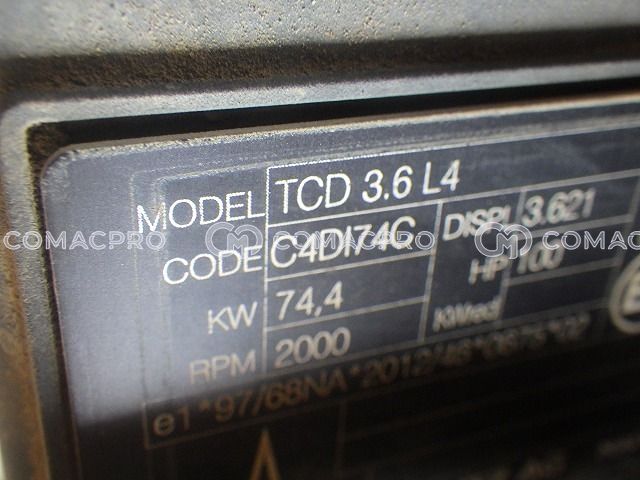 MODEL TCD 3.6 L4
CODE C4DI74C DISPL 3.621
KW 74,4 HP 100
RPM 2000 KWred
e1*97/68NA*2012/46*0675*02
COMACPRO COMACPRO COMACPRO